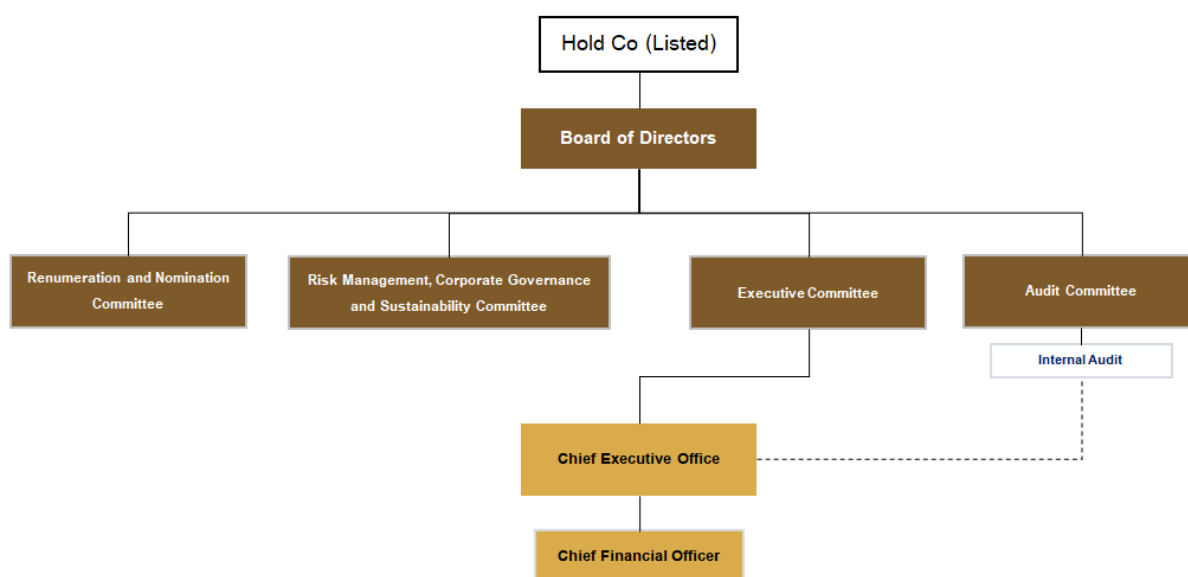 Hold Co (Listed)
Board of Directors
Renumeration and Nomination
Committee
Risk Management, Corporate Governance
and Sustainability Committee
Executive Committee
Audit Committee
Internal Audit
Chief Executive Office
Chief Financial Officer